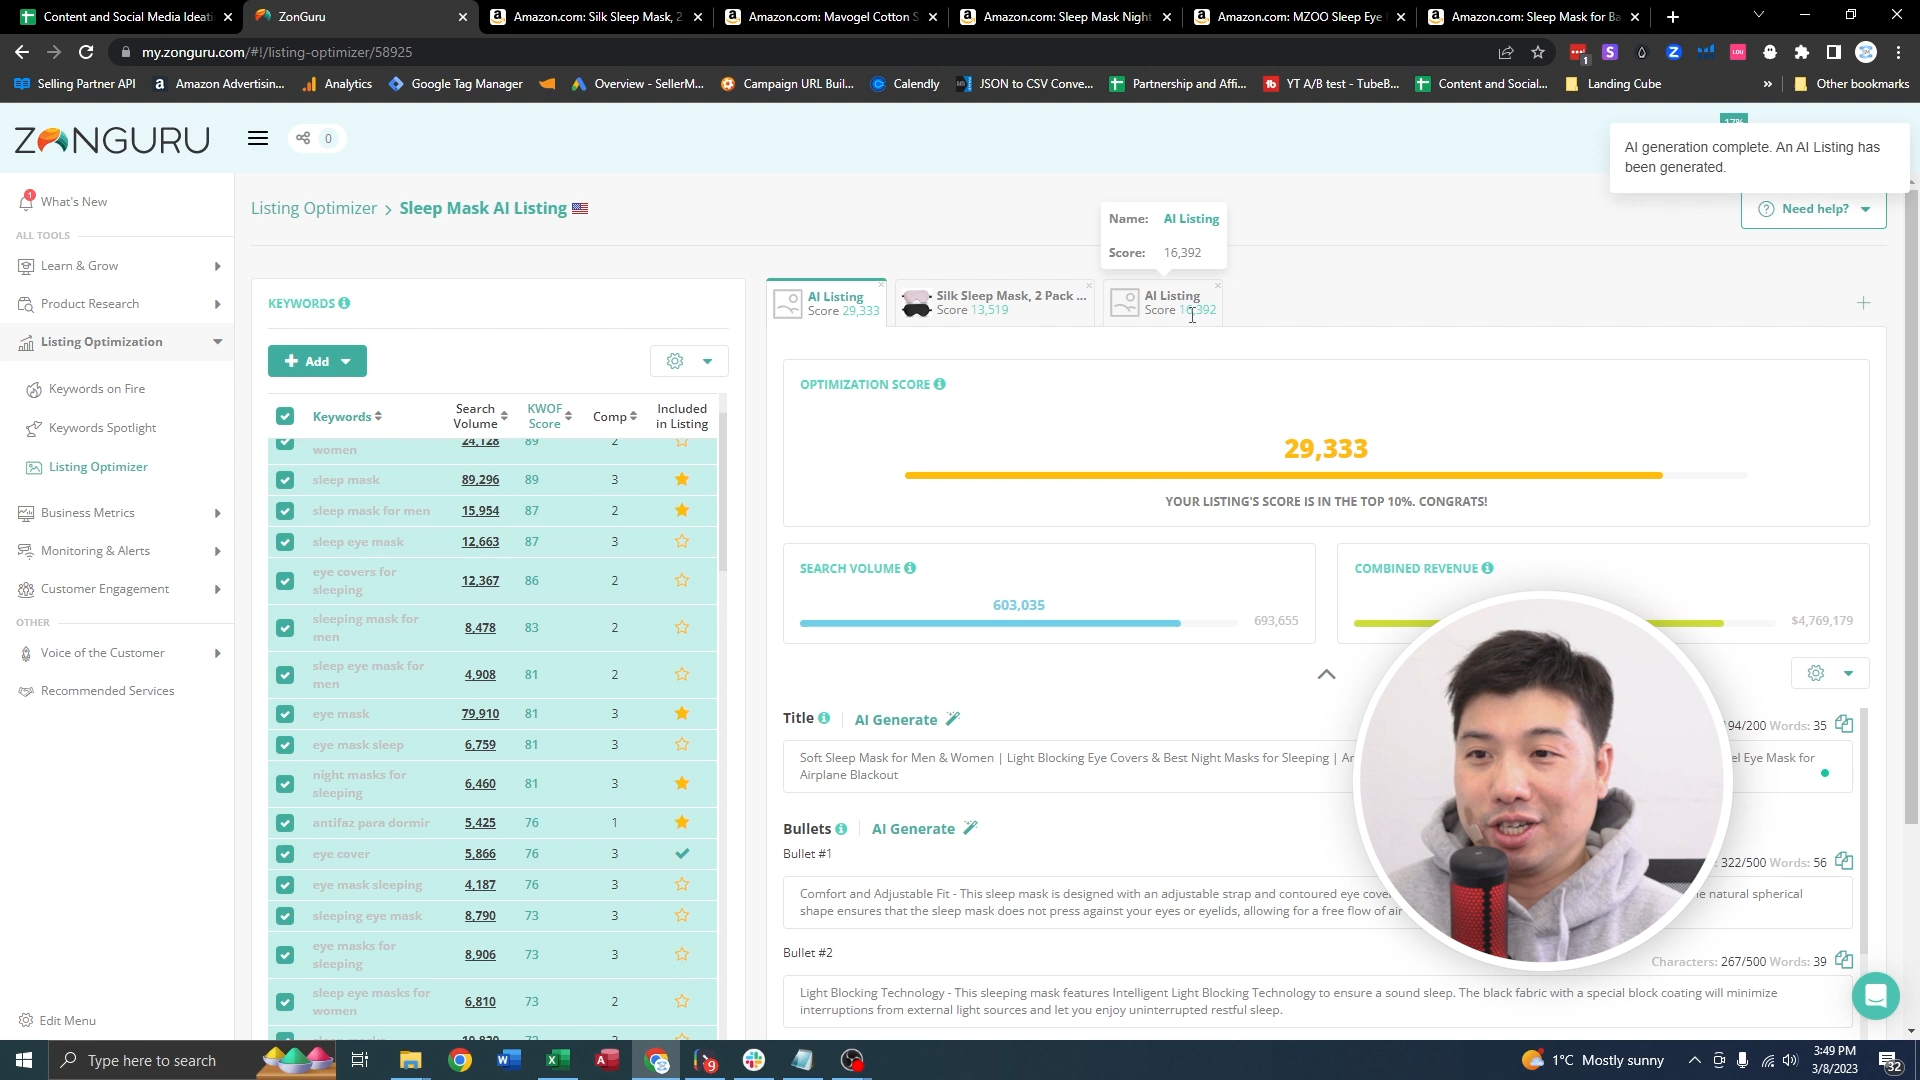 Content and Social Media Ideati
ZonGuru
Amazon.com: Silk Sleep Mask, 2
Amazon.com: Mavogel Cotton S
Amazon.com: Sleep Mask Night
Amazon.com: MZOO Sleep Eye
Amazon.com: Sleep Mask for Ba
my.zonguru.com/#!/listing-optimizer/58925
Selling Partner API
Amazon Advertisin...
Analytics
Google Tag Manager
Overview - SellerM...
Campaign URL Buil...
Calendly
JSON to CSV Conve...
Partnership and Affi...
YT A/B test - TubeB...
Content and Social...
Landing Cube
»
Other bookmarks
ZONGURU
0
AI generation complete. An AI Listing has
been generated.
Need help?
1
What's New
ALL TOOLS
Learn & Grow
Product Research
Listing Optimization
Keywords on Fire
Keywords Spotlight
Listing Optimizer
Business Metrics
Monitoring & Alerts
Customer Engagement
OTHER
Voice of the Customer
Recommended Services
Edit Menu
Listing Optimizer > Sleep Mask AI Listing
Name: AI Listing
Score: 16,392
KEYWORDS
+ Add
Keywords
Search Volume
KWOF Score
Comp
Included in Listing
women 24,128 89 2
sleep mask 89,296 89 3
sleep mask for men 15,954 87 2
sleep eye mask 12,663 87 3
eye covers for sleeping 12,367 86 2
sleeping mask for men 8,478 83 2
sleep eye mask for men 4,908 81 2
eye mask 79,910 81 3
eye mask sleep 6,759 81 3
night masks for sleeping 6,460 81 3
antifaz para dormir 5,425 76 1
eye cover 5,866 76 3
eye mask sleeping 4,187 76 3
sleeping eye mask 8,790 73 3
eye masks for sleeping 8,906 73 3
sleep eye masks for women 6,810 73 2
AI Listing
Score 29,333
Silk Sleep Mask, 2 Pack ...
Score 13,519
AI Listing
Score 16,392
OPTIMIZATION SCORE
29,333
YOUR LISTING'S SCORE IS IN THE TOP 10%. CONGRATS!
SEARCH VOLUME
603,035
693,655
COMBINED REVENUE
$4,769,179
Title
AI Generate
194/200 Words: 35
Soft Sleep Mask for Men & Women | Light Blocking Eye Covers & Best Night Masks for Sleeping |
el Eye Mask for
Airplane Blackout
Bullets
AI Generate
Bullet #1
322/500 Words: 56
Comfort and Adjustable Fit - This sleep mask is designed with an adjustable strap and contoured eye
natural spherical
shape ensures that the sleep mask does not press against your eyes or eyelids, allowing for a free flow of
Bullet #2
Characters: 267/500 Words: 39
Light Blocking Technology - This sleeping mask features Intelligent Light Blocking Technology to ensure a sound sleep. The black fabric with a special block coating will minimize
interruptions from external light sources and let you enjoy uninterrupted restful sleep.
Type here to search
1°C Mostly sunny
3:49 PM
3/8/2023
32